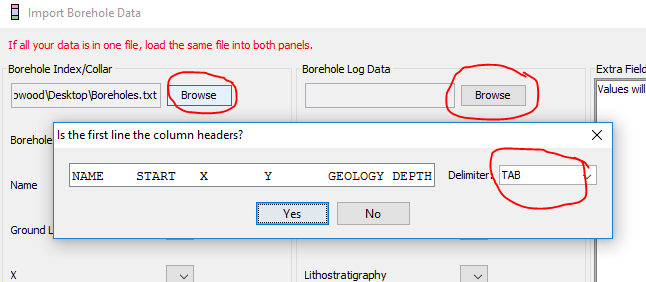 Import Borehole Data
If all your data is in one file, load the same file into both panels.
Borehole Index/Collar
Borehole Log Data
Extra Field
owood\Desktop\Boreholes.txt
Browse
Browse
Values will
Borehole
Is the first line the column headers?
NAME START X Y GEOLOGY DEPTH
Delimiter:
TAB
Name
Yes
No
Ground L
X
Lithostratigraphy